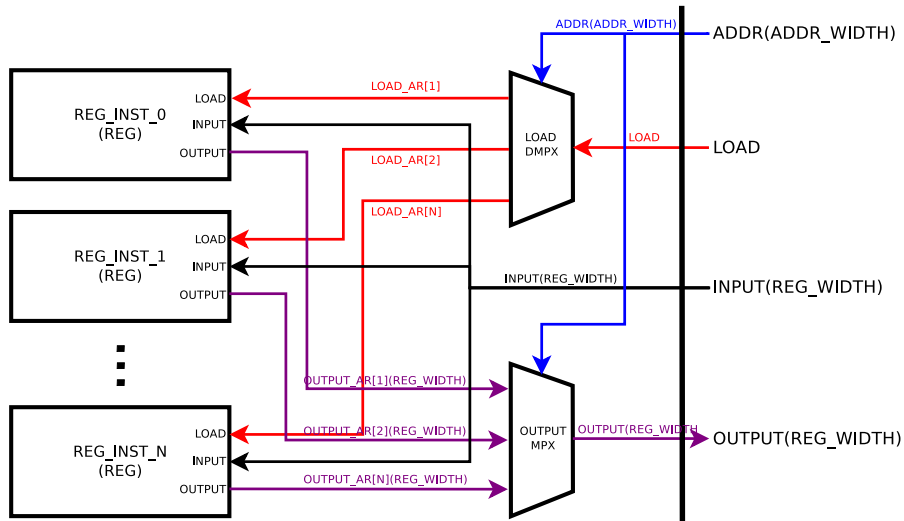 ADDR(ADDR_WIDTH)
ADDR(ADDR_WIDTH)
LOAD_AR[1]
LOAD
REG_INST_0
(REG)
INPUT
OUTPUT
LOAD
DMPX
LOAD
LOAD
LOAD_AR[2]
LOAD_AR[N]
LOAD
REG_INST_1
(REG)
INPUT
OUTPUT
INPUT(REG_WIDTH)
INPUT(REG_WIDTH)
OUTPUT_AR[1](REG_WIDTH)
LOAD
REG_INST_N
(REG)
INPUT
OUTPUT
OUTPUT_AR[2](REG_WIDTH)
OUTPUT
MPX
OUTPUT(REG_WIDTH
OUTPUT(REG_WIDTH)
OUTPUT_AR[N](REG_WIDTH)